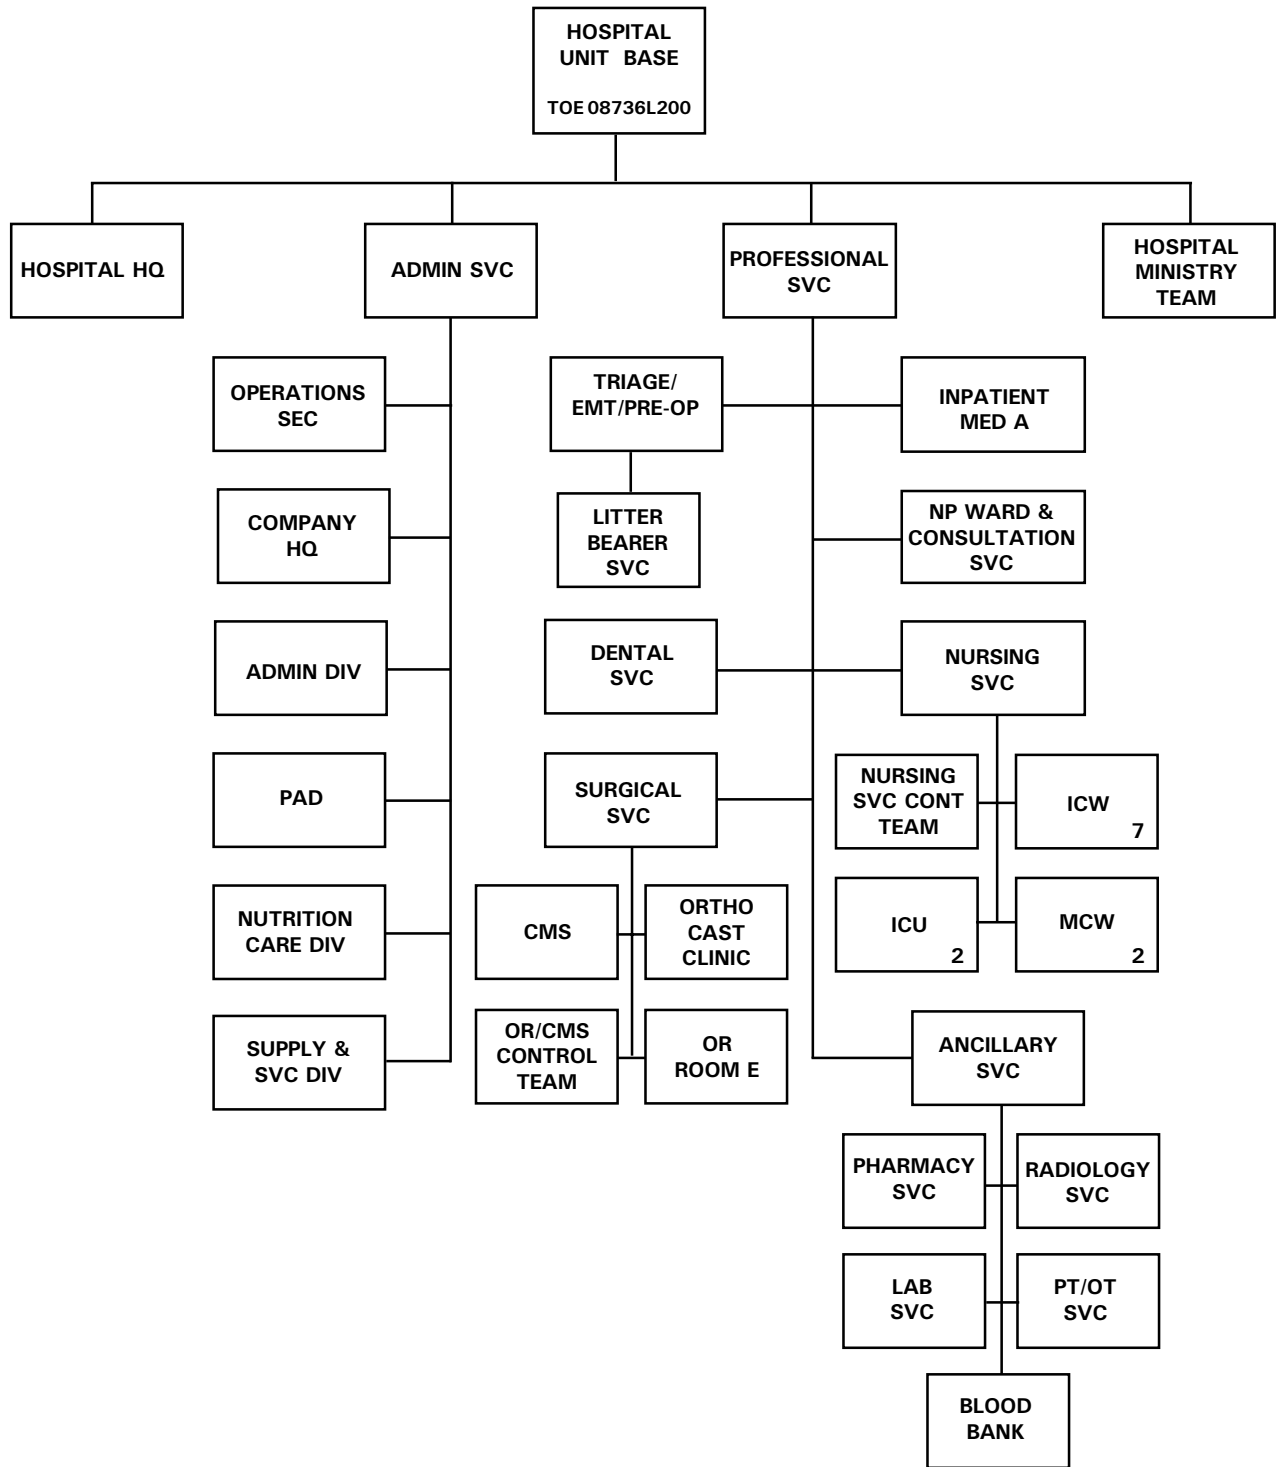 HOSPITAL
UNIT BASE
TOE 08736L200
HOSPITAL HQ
ADMIN SVC
PROFESSIONAL
SVC
HOSPITAL
MINISTRY
TEAM
OPERATIONS
SEC
TRIAGE/
EMT/PRE-OP
INPATIENT
MED A
COMPANY
HQ
LITTER
BEARER
SVC
NP WARD &
CONSULTATION
SVC
ADMIN DIV
DENTAL
SVC
NURSING
SVC
PAD
SURGICAL
SVC
NURSING
SVC CONT
TEAM
ICW
7
NUTRITION
CARE DIV
CMS
ORTHO
CAST
CLINIC
ICU
2
MCW
2
SUPPLY &
SVC DIV
OR/CMS
CONTROL
TEAM
OR
ROOM E
ANCILLARY
SVC
PHARMACY
SVC
RADIOLOGY
SVC
LAB
SVC
PT/OT
SVC
BLOOD
BANK